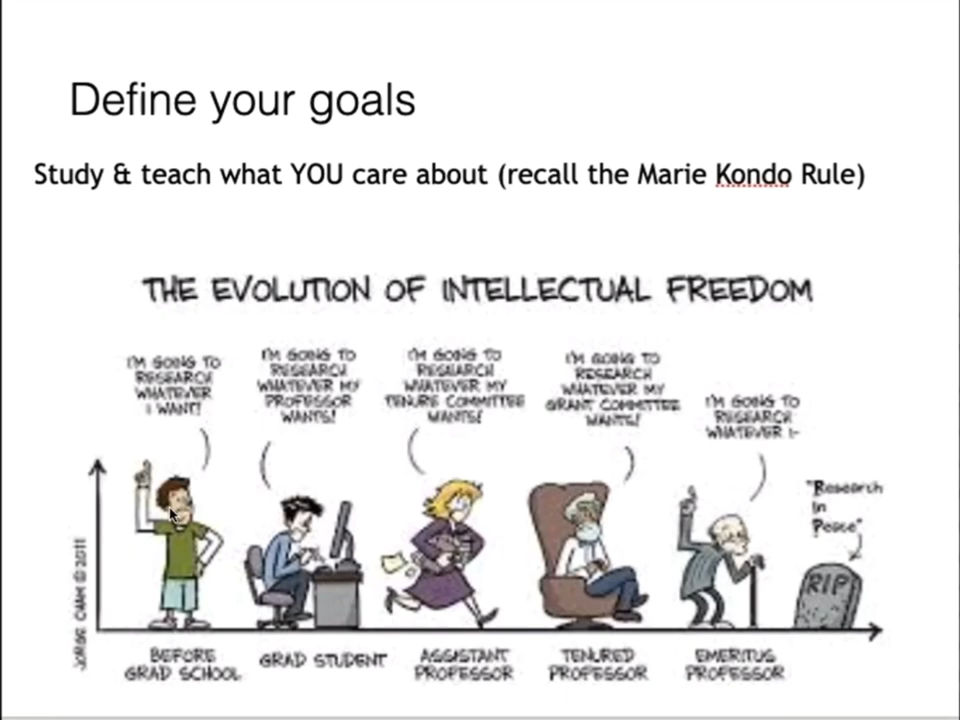 Define your goals
Study & teach what YOU care about (recall the Marie Kondo Rule)
THE EVOLUTION OF INTELLECTUAL FREEDOM
I'M GOING TO
RESEARCH
WHATEVER
I WANT!
I'M GOING TO
RESEARCH
WHATEVER MY
PROFESSOR
WANTS!
I'M GOING TO
RESEARCH
WHATEVER MY
TENURE COMMITTEE
WANTS!
I'M GOING TO
RESEARCH
WHATEVER MY
GRANT COMMITTEE
WANTS!
I'M GOING TO
RESEARCH
WHATEVER I-
"Research
In
Peace"
RIP
JORGE CHAM © 2011
BEFORE
GRAD SCHOOL
GRAD STUDENT
ASSISTANT
PROFESSOR
TENURED
PROFESSOR
EMERITUS
PROFESSOR